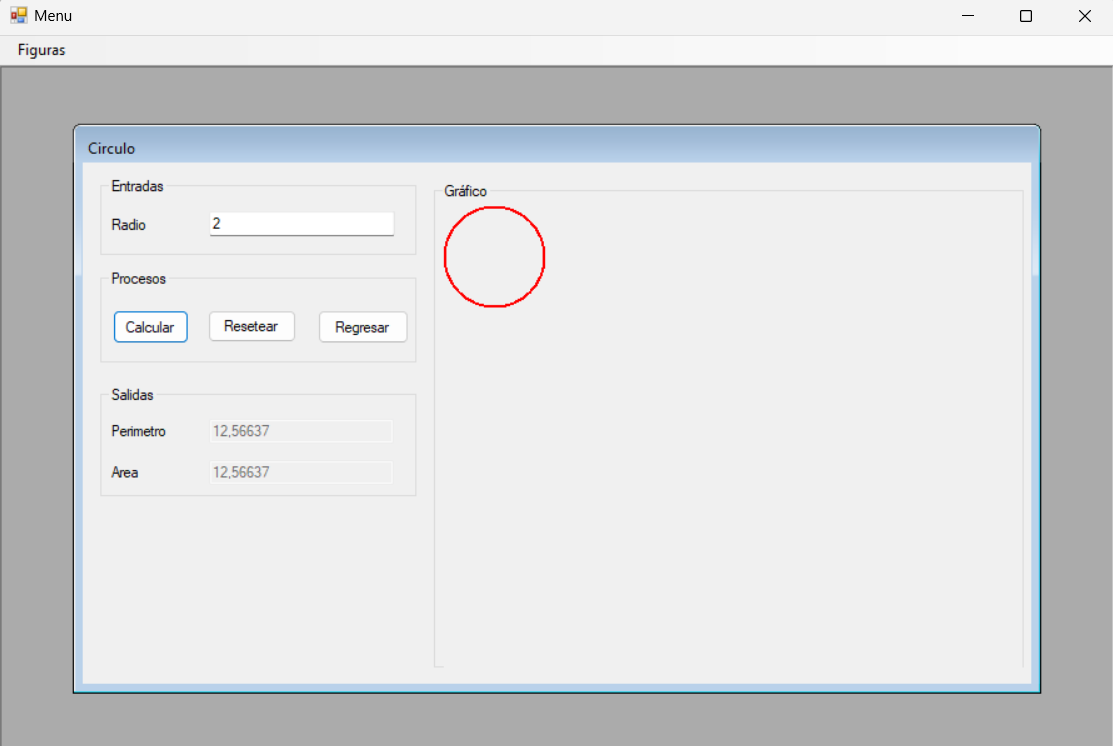 Menu
Figuras
Circulo
Entradas
Radio 2
Procesos
Calcular Resetear Regresar
Salidas
Perimetro 12,56637
Area 12,56637
Gráfico